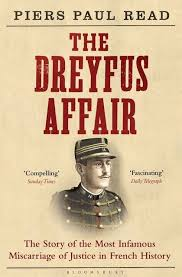 PIERS PAUL READ
THE
DREYFUS
AFFAIR
'Compelling'
Sunday Times
'Fascinating'
Daily Telegraph
The Story of the Most Infamous
Miscarriage of Justice in French History
BLOOMSBURY